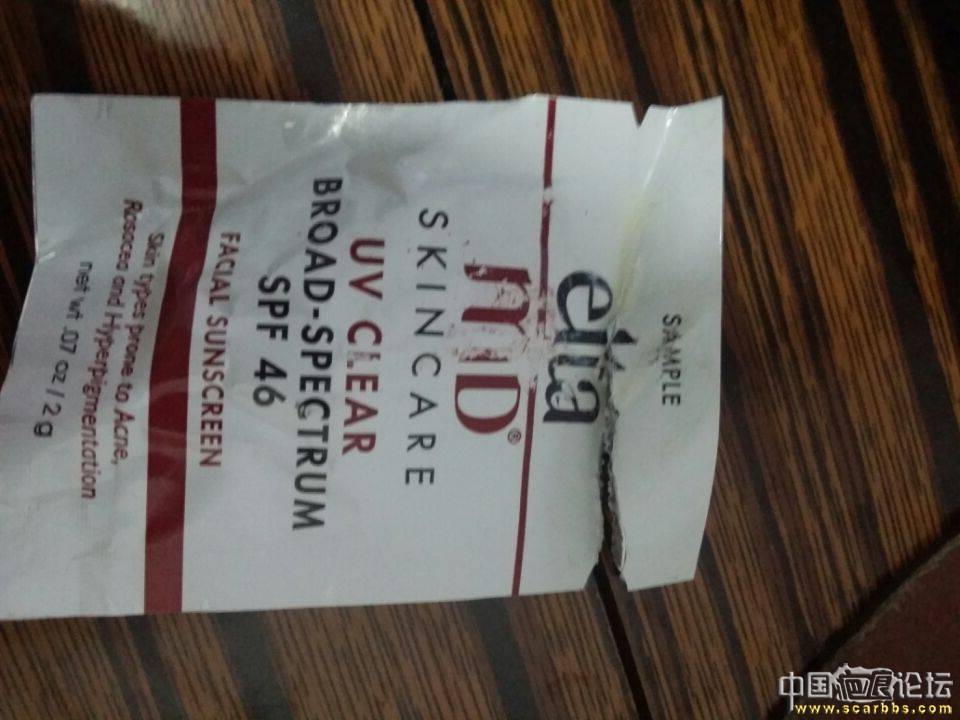 SAMPLE
elta
MD®
SKINCARE
UV CLEAR
BROAD-SPECTRUM
SPF 46
FACIAL SUNSCREEN
Skin types prone to Acne,
Rosacea and Hyperpigmentation
net wt .07 oz / 2 g
中国疤痕论坛
www.scarbbs.com